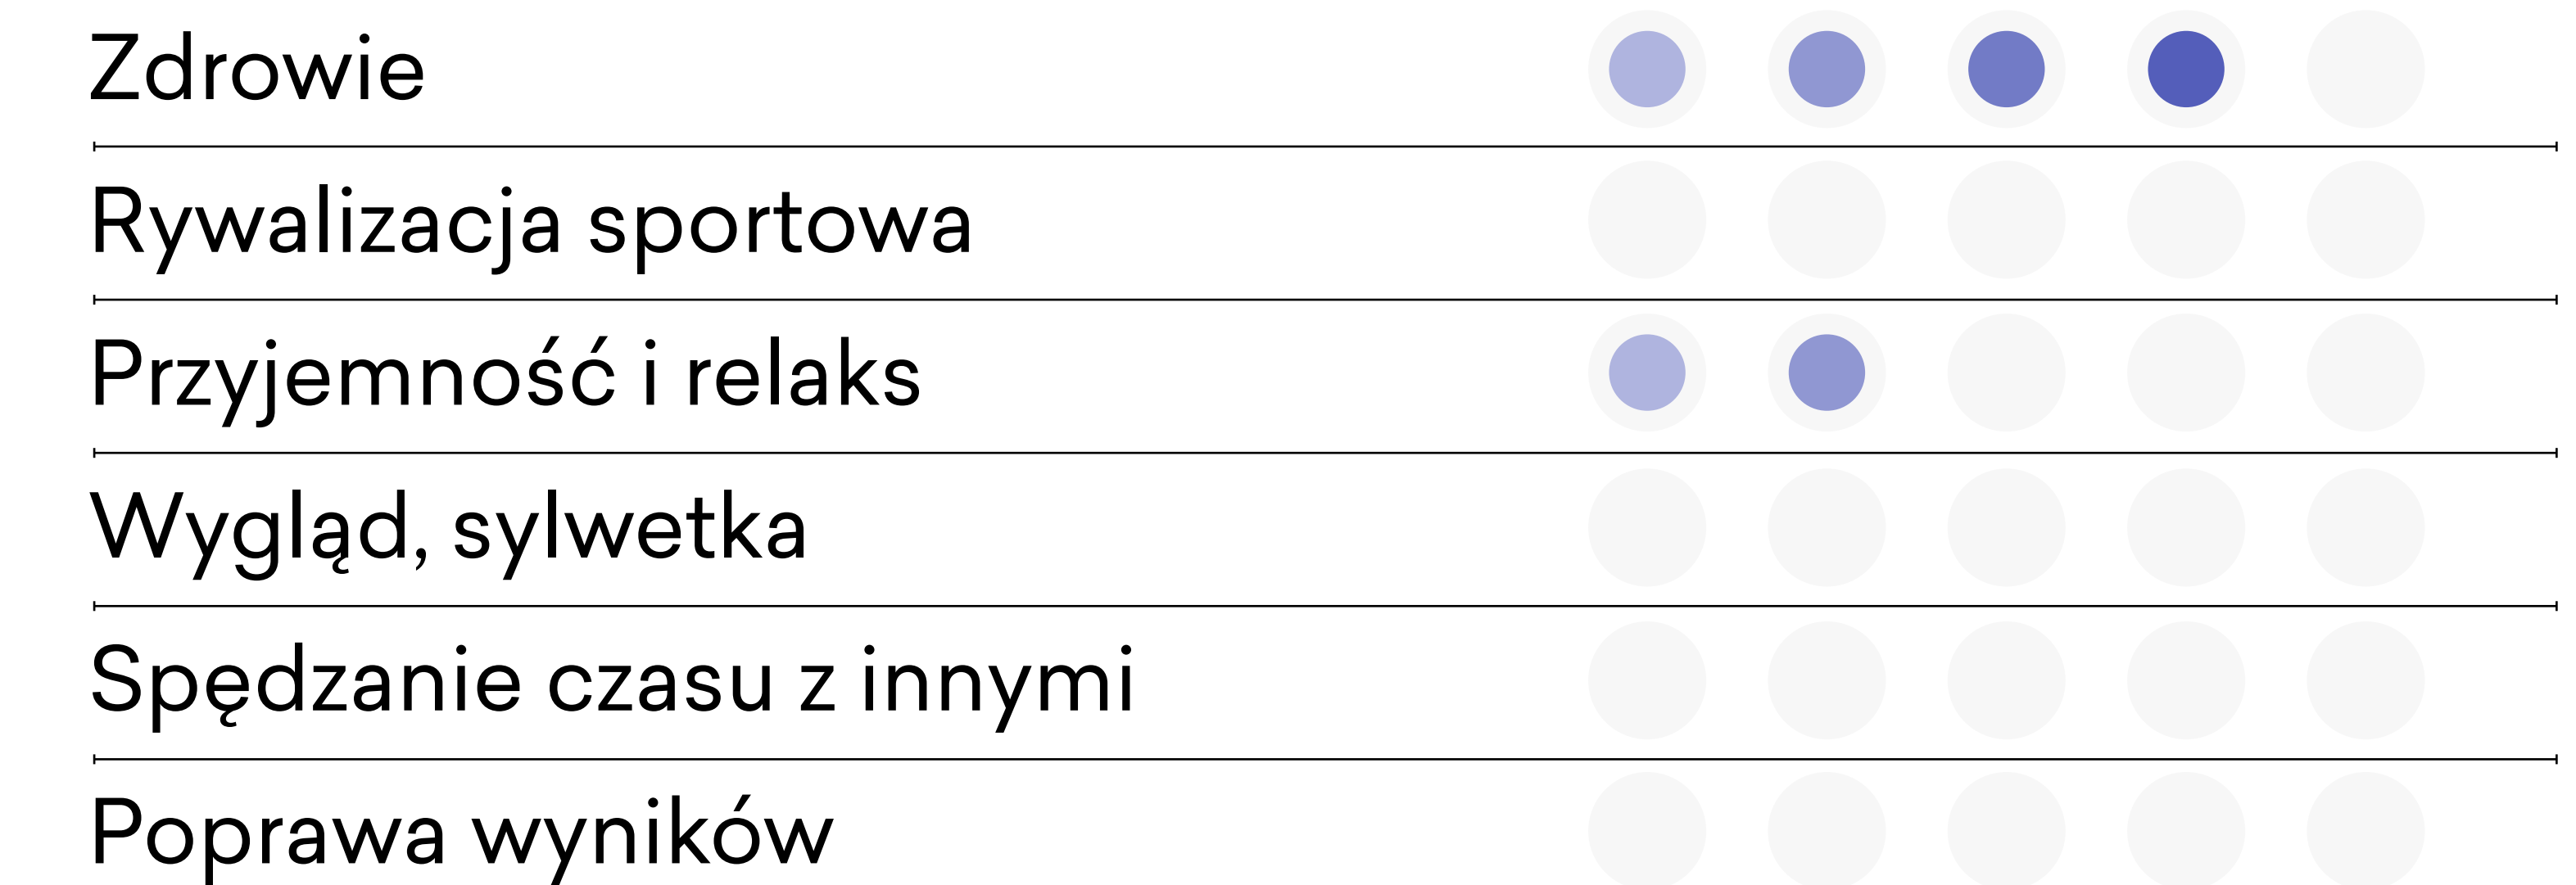 Zdrowie
Rywalizacja sportowa
Przyjemność i relaks
Wygląd, sylwetka
Spędzanie czasu z innymi
Poprawa wyników